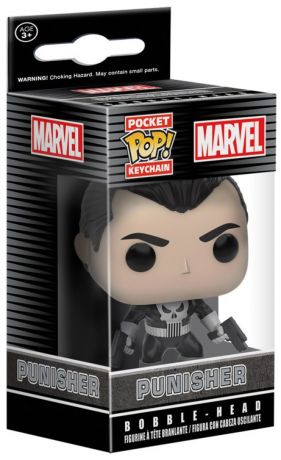 AGE 3+
WARNING! Choking Hazard. May contain small parts.
MARVEL
POCKET
POP!
KEYCHAIN
MARVEL
PUNISHER
PUNISHER
BOBBLE-HEAD
FIGURINE À TÊTE BRANLANTE / FIGURA CON CABEZA OSCILANTE